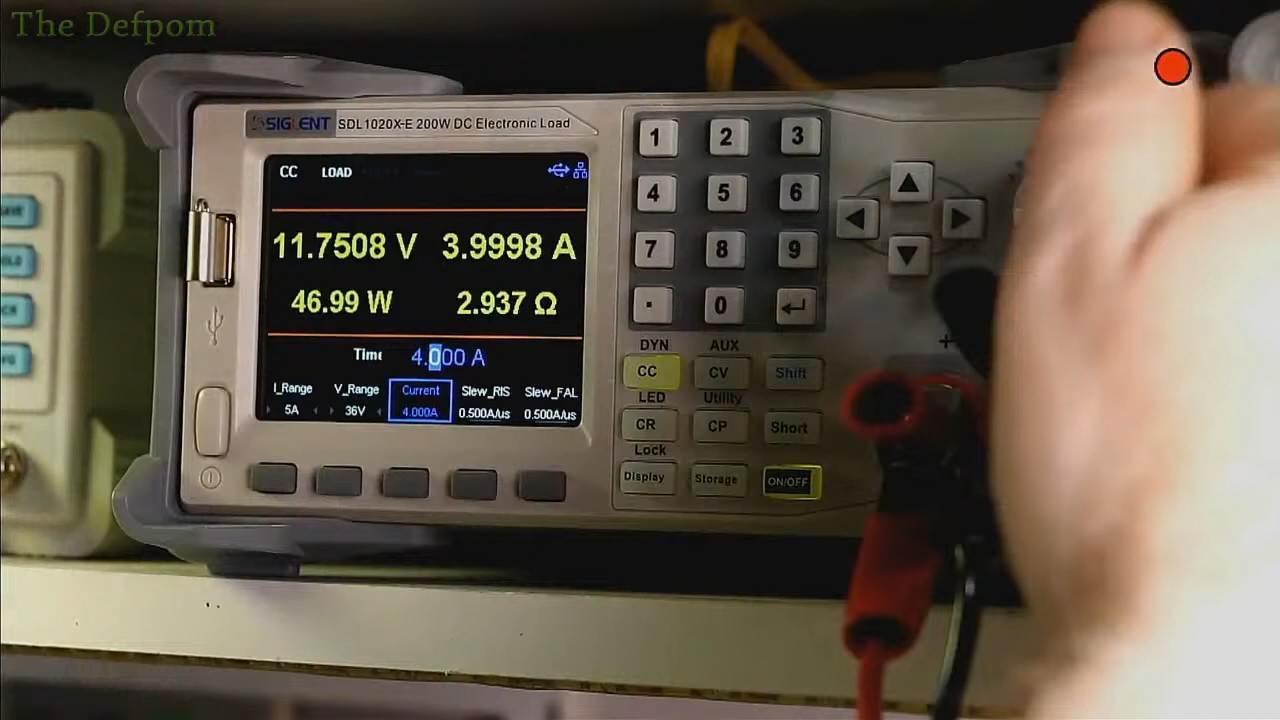 The Defpom
SIGLENT SDL1020X-E 200W DC Electronic Load
CC LOAD
11.7508 V 3.9998 A
46.99 W 2.937 Ω
4.000 A
I_Range V_Range Current Slew_RIS Slew_FAL
5A 36V 4.000A 0.500A/us 0.500A/us
1 2 3
4 5 6
7 8 9
. 0
DYN AUX
CC CV Shift
LED Utility
CR CP Short
Lock
Display Storage ON/OFF
+